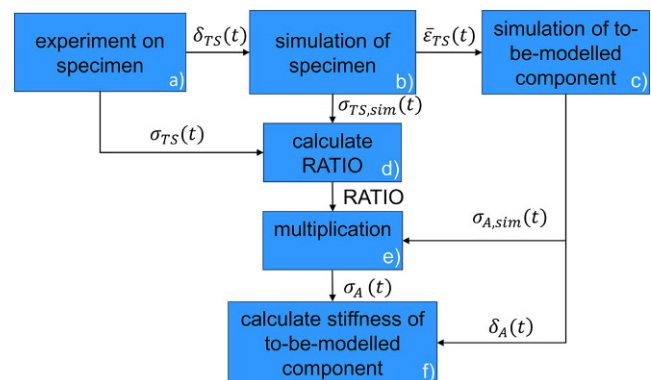 experiment on
specimen
a)
δ_TS(t)
simulation of
specimen
b)
ε̄_TS(t)
simulation of to-
be-modelled
component
c)
σ_TS(t)
σ_TS,sim(t)
calculate
RATIO
d)
RATIO
multiplication
e)
σ_A,sim(t)
σ_A(t)
calculate stiffness of
to-be-modelled
component
f)
δ_A(t)